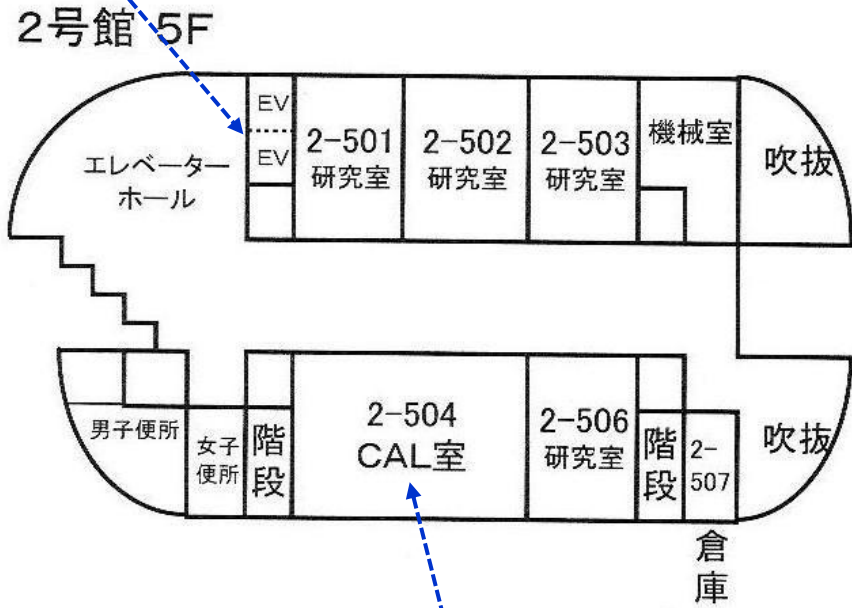 2号館 5F
EV
EV
エレベーター
ホール
2-501
研究室
2-502
研究室
2-503
研究室
機械室
吹抜
男子便所
女子
便所
階
段
2-504
CAL室
2-506
研究室
階
段
2-
507
吹抜
倉
庫